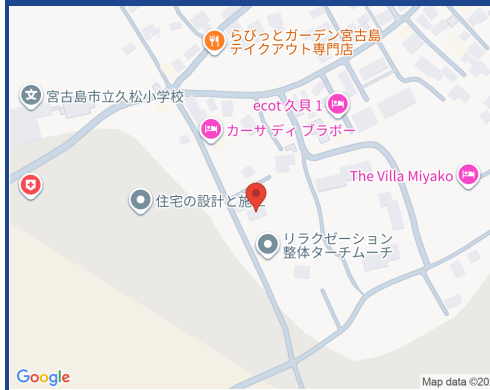 らびっとガーデン宮古島
テイクアウト専門店
宮古島市立久松小学校
ecot 久貝 1
カーサ ディ ブラボー
The Villa Miyako
住宅の設計と施
リラクゼーション
整体ターチムーチ
Google
Map data ©20